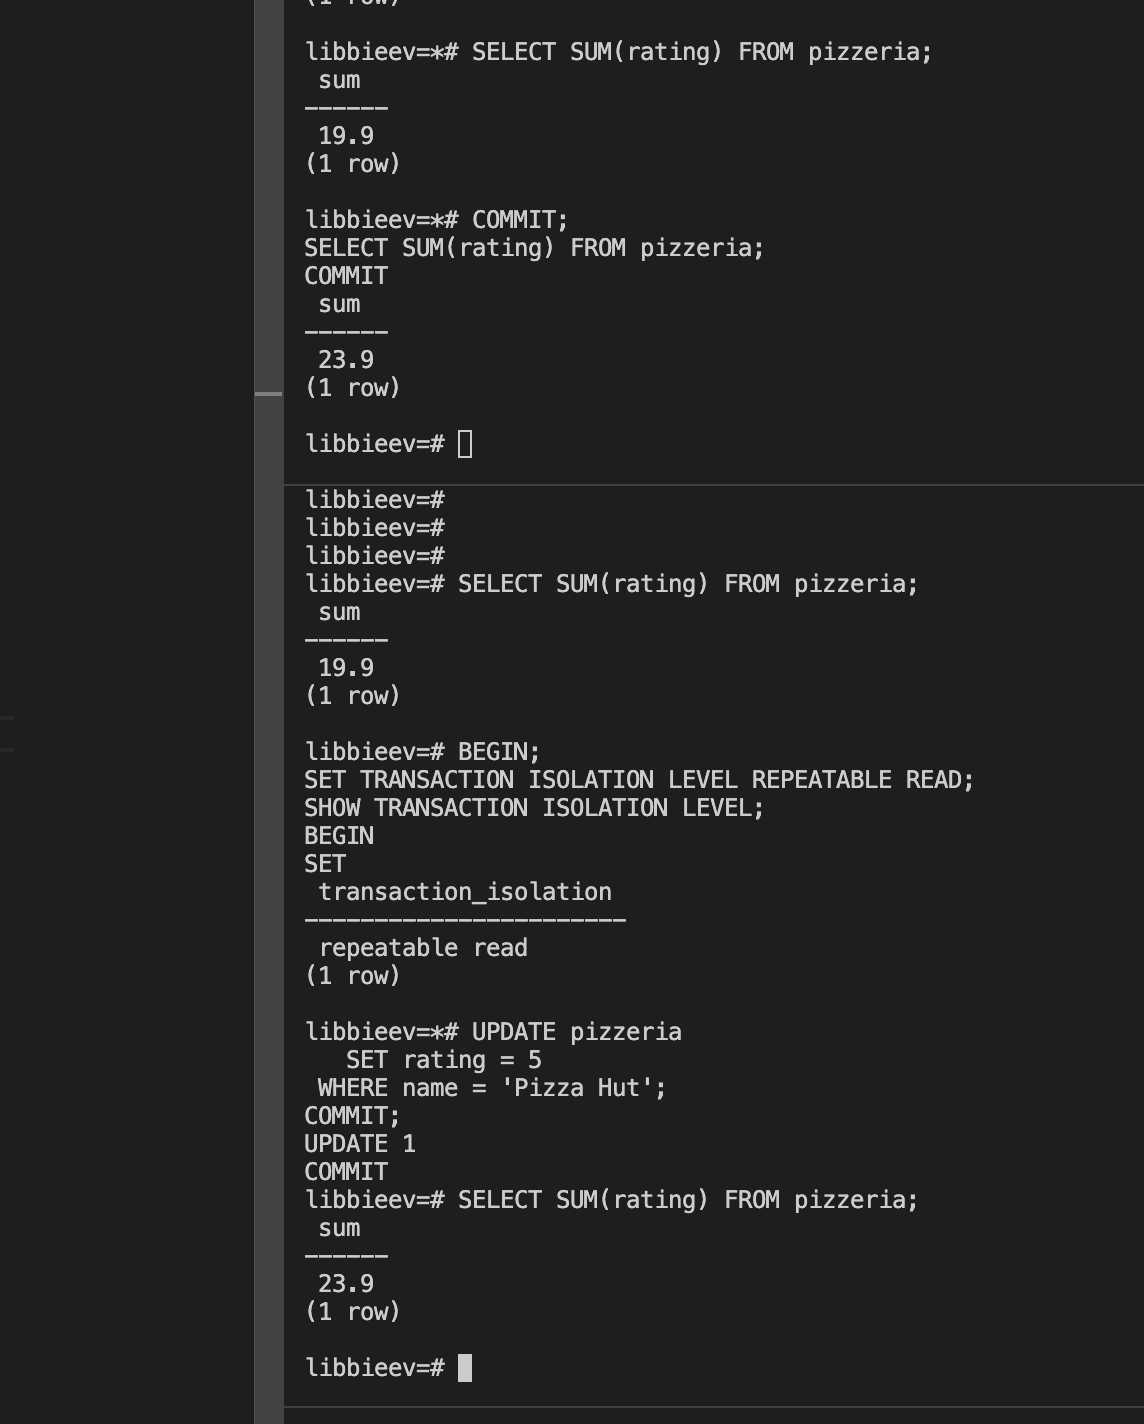 (1 row)
libbieev=*# SELECT SUM(rating) FROM pizzeria;
 sum
------
 19.9
(1 row)
libbieev=*# COMMIT;
SELECT SUM(rating) FROM pizzeria;
COMMIT
 sum
------
 23.9
(1 row)
libbieev=#
libbieev=#
libbieev=#
libbieev=#
libbieev=# SELECT SUM(rating) FROM pizzeria;
 sum
------
 19.9
(1 row)
libbieev=# BEGIN;
SET TRANSACTION ISOLATION LEVEL REPEATABLE READ;
SHOW TRANSACTION ISOLATION LEVEL;
BEGIN
SET
 transaction_isolation
-----------------------
 repeatable read
(1 row)
libbieev=*# UPDATE pizzeria
   SET rating = 5
 WHERE name = 'Pizza Hut';
COMMIT;
UPDATE 1
COMMIT
libbieev=# SELECT SUM(rating) FROM pizzeria;
 sum
------
 23.9
(1 row)
libbieev=#